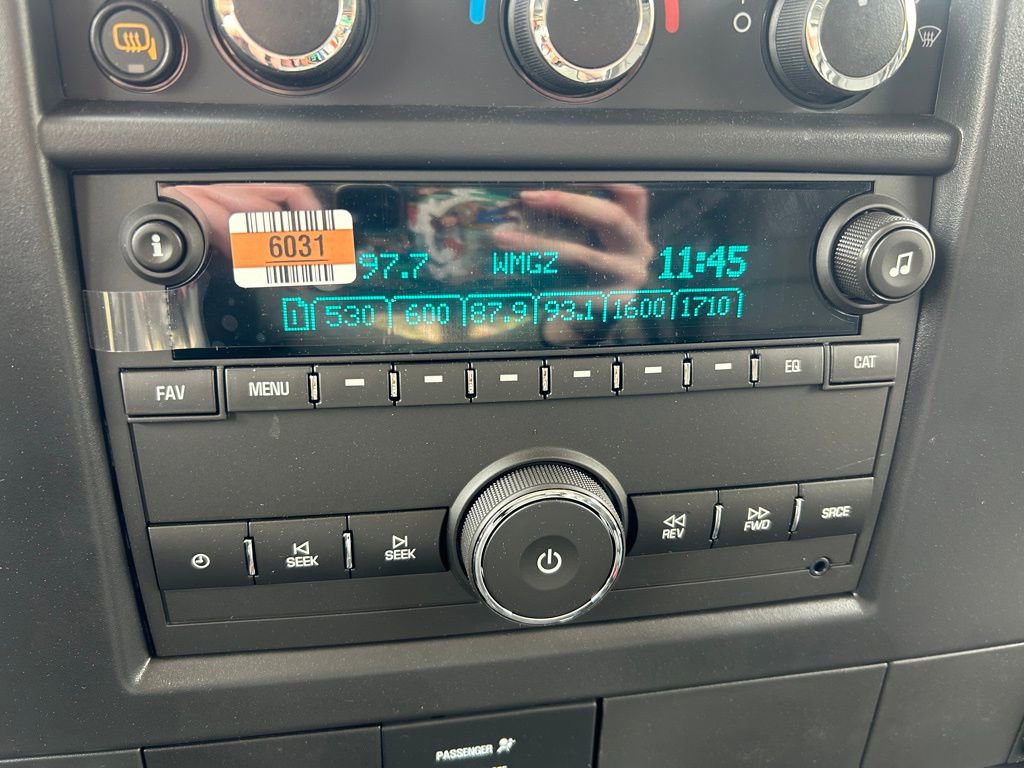 6031
97.7 WMGZ 11:45
1 530 600 87.9 93.1 1600 1710
FAV MENU EQ CAT
SEEK SEEK REV FWD SRCE
PASSENGER